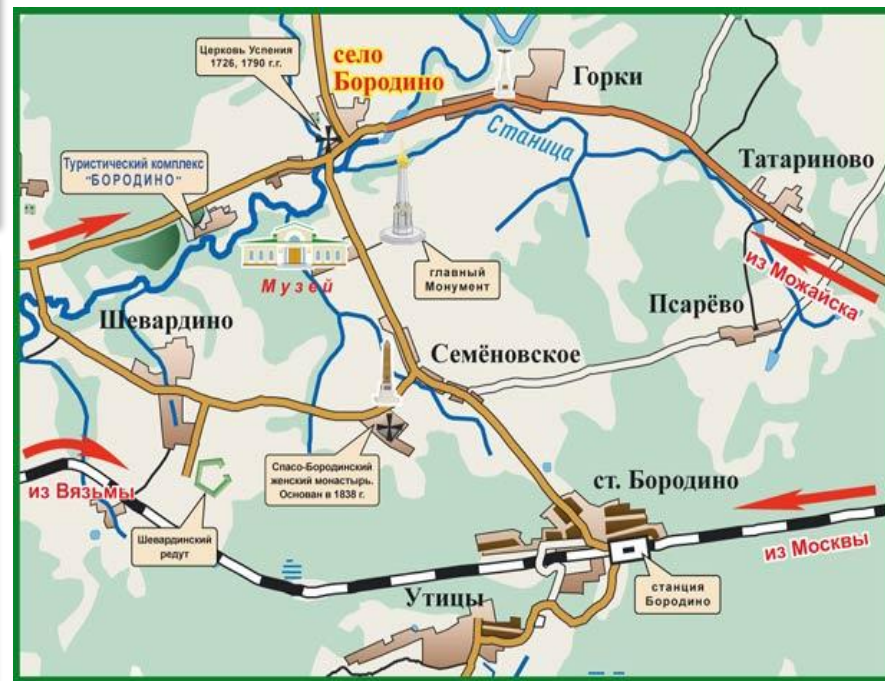 Церковь Успения
1726, 1790 г.г.
село
Бородино
Горки
Станица
Татариново
Туристический комплекс
"БОРОДИНО"
главный
Монумент
Музей
из Можайска
Псарёво
Шевардино
Семёновское
Спасо-Бородинский
женский монастырь.
Основан в 1838 г.
из Вязьмы
ст. Бородино
Шевардинский
редут
из Москвы
Утицы
станция
Бородино